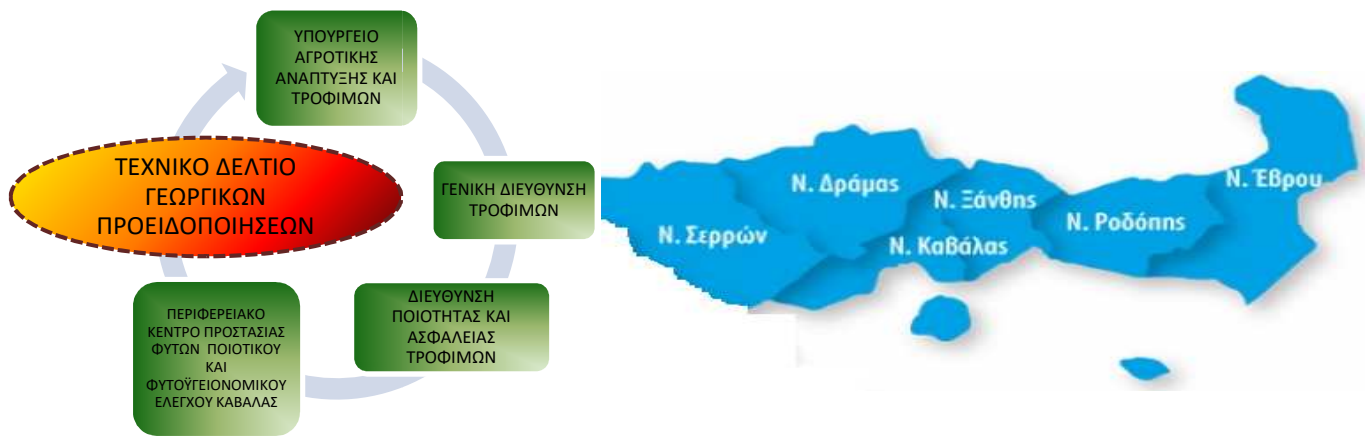 ΥΠΟΥΡΓΕΙΟ
ΑΓΡΟΤΙΚΗΣ
ΑΝΑΠΤΥΞΗΣ ΚΑΙ
ΤΡΟΦΙΜΩΝ
ΓΕΝΙΚΗ ΔΙΕΥΘΥΝΣΗ
ΤΡΟΦΙΜΩΝ
ΔΙΕΥΘΥΝΣΗ
ΠΟΙΟΤΗΤΑΣ ΚΑΙ
ΑΣΦΑΛΕΙΑΣ
ΤΡΟΦΙΜΩΝ
ΠΕΡΙΦΕΡΕΙΑΚΟ
ΚΕΝΤΡΟ ΠΡΟΣΤΑΣΙΑΣ
ΦΥΤΩΝ ΠΟΙΟΤΙΚΟΥ
ΚΑΙ
ΦΥΤΟΫΓΕΙΟΝΟΜΙΚΟΥ
ΕΛΕΓΧΟΥ ΚΑΒΑΛΑΣ
ΤΕΧΝΙΚΟ ΔΕΛΤΙΟ
ΓΕΩΡΓΙΚΩΝ
ΠΡΟΕΙΔΟΠΟΙΗΣΕΩΝ
Ν. Σερρών
Ν. Δράμας
Ν. Ξάνθης
Ν. Καβάλας
Ν. Ροδόπης
Ν. Έβρου